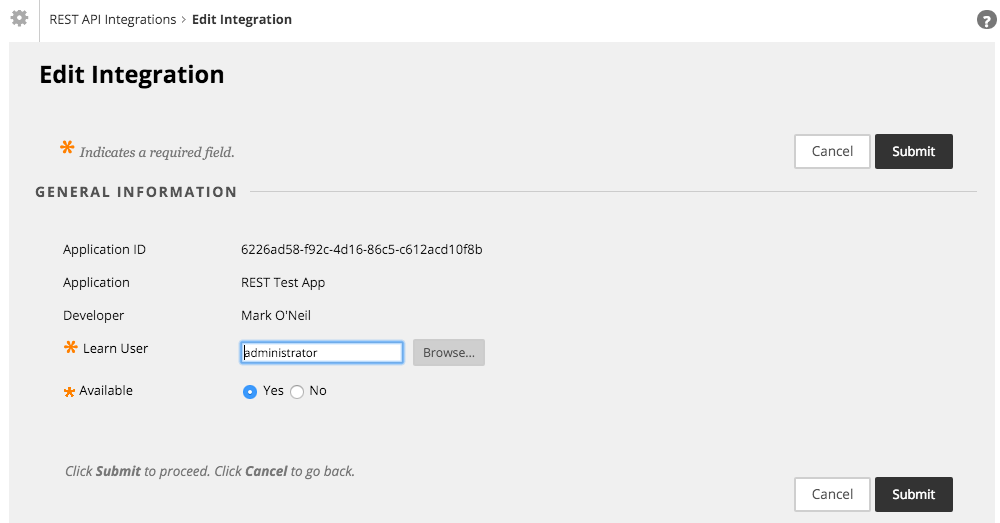 REST API Integrations > Edit Integration
?
Edit Integration
* Indicates a required field.
Cancel Submit
GENERAL INFORMATION
Application ID 6226ad58-f92c-4d16-86c5-c612acd10f8b
Application REST Test App
Developer Mark O'Neil
* Learn User administrator Browse...
* Available Yes No
Click Submit to proceed. Click Cancel to go back.
Cancel Submit